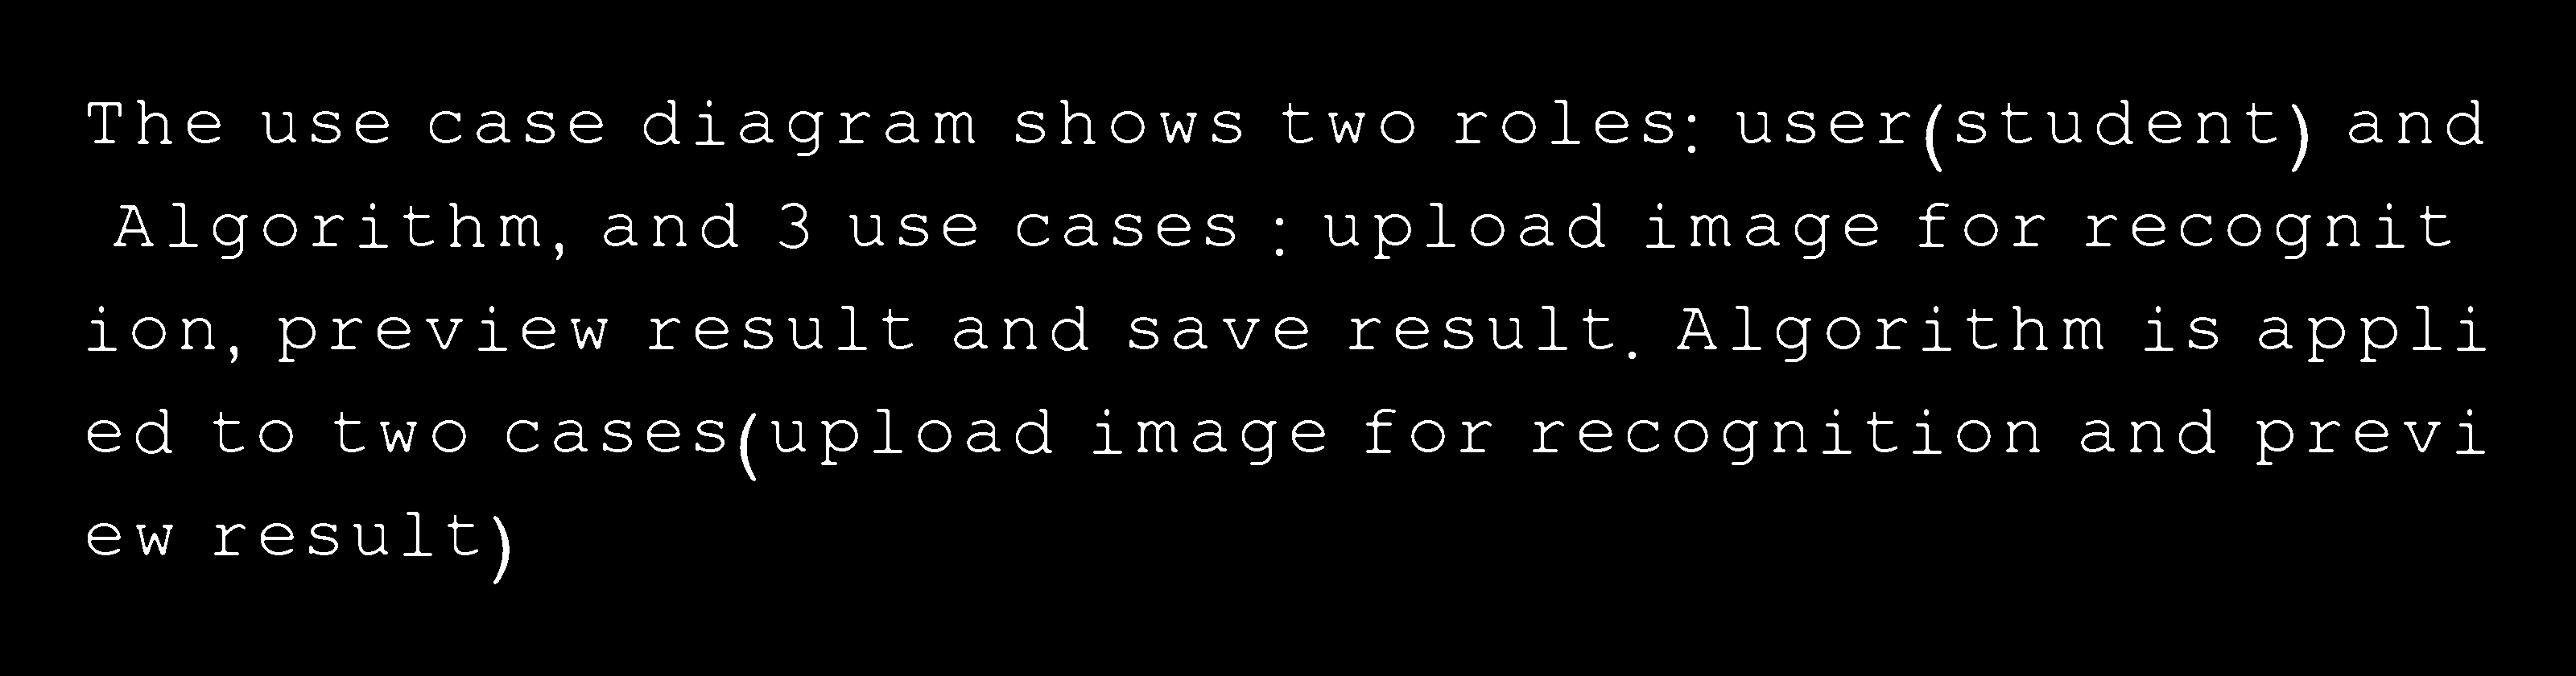 The use case diagram shows two roles: user(student) and
Algorithm, and 3 use cases : upload image for recognit
ion, preview result and save result. Algorithm is appli
ed to two cases(upload image for recognition and previ
ew result)